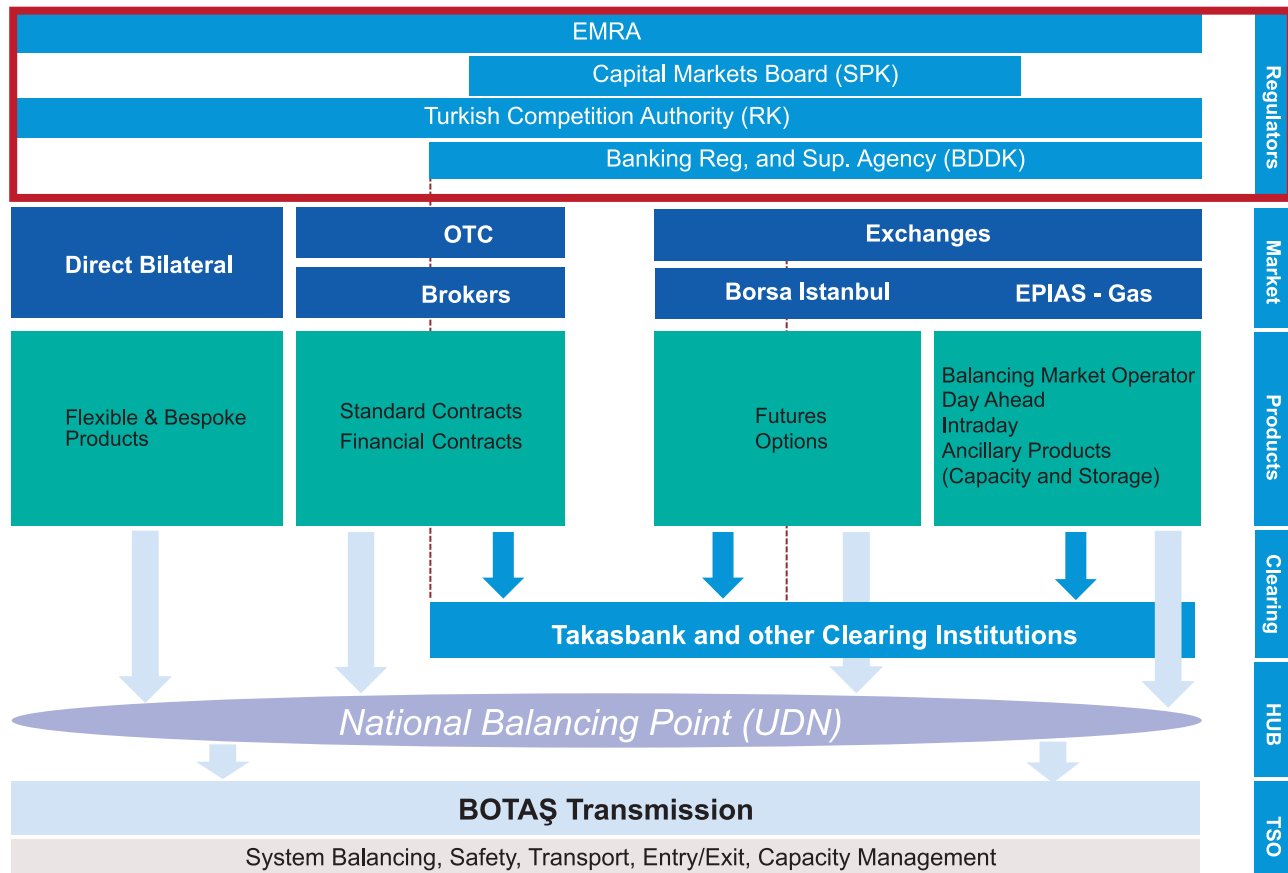 EMRA
Capital Markets Board (SPK)
Turkish Competition Authority (RK)
Banking Reg, and Sup. Agency (BDDK)
Regulators
Direct Bilateral
OTC
Brokers
Exchanges
Borsa Istanbul
EPIAS - Gas
Market
Flexible & Bespoke
Products
Standard Contracts
Financial Contracts
Futures
Options
Balancing Market Operator
Day Ahead
Intraday
Ancillary Products
(Capacity and Storage)
Products
Takasbank and other Clearing Institutions
Clearing
National Balancing Point (UDN)
HUB
BOTAŞ Transmission
System Balancing, Safety, Transport, Entry/Exit, Capacity Management
TSO